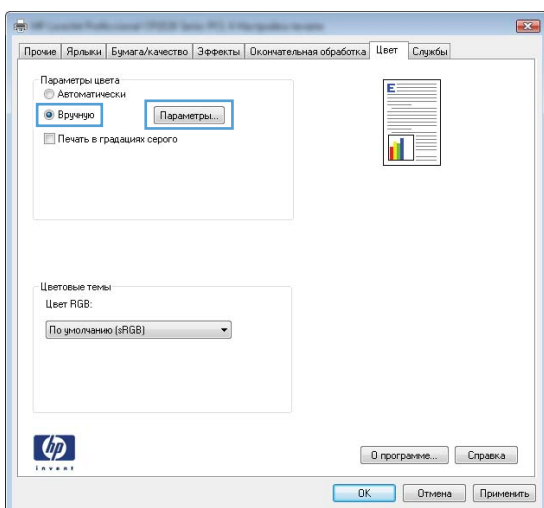 Прочие Ярлыки Бумага/качество Эффекты Окончательная обработка Цвет Службы
Параметры цвета
Автоматически
Вручную
Параметры...
Печать в градациях серого
E
Цветовые темы
Цвет RGB:
По умолчанию (sRGB)
hp
invent
О программе... Справка
OK Отмена Применить